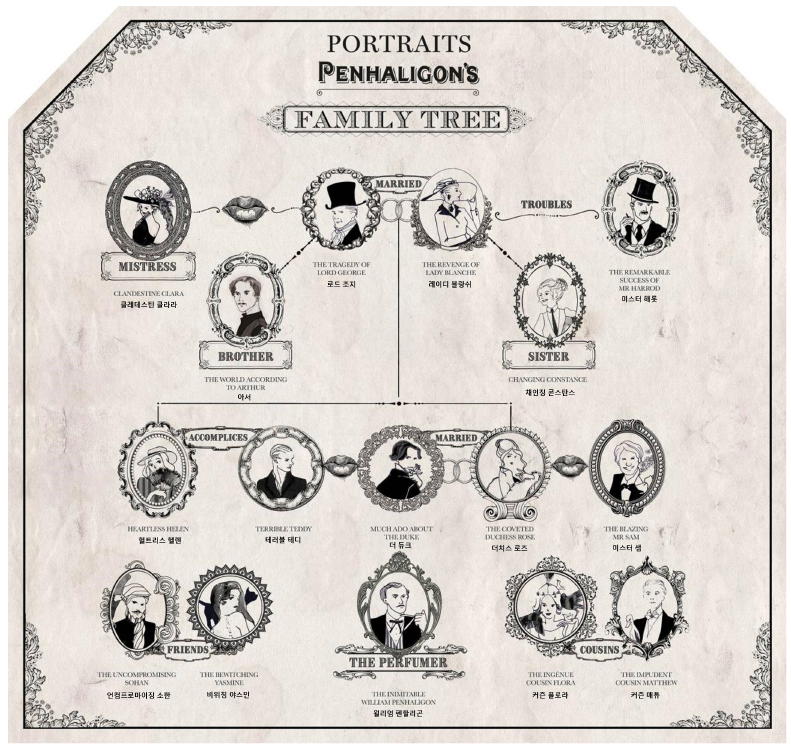 PORTRAITS
PENHALIGON'S
FAMILY TREE
MARRIED
TROUBLES
MISTRESS
CLANDESTINE CLARA
클레데스틴 클라라
THE TRAGEDY OF
LORD GEORGE
로드 조지
THE REVENGE OF
LADY BLANCHE
레이디 블랑쉬
THE REMARKABLE
SUCCESS OF
MR HARROD
미스터 해롯
BROTHER
THE WORLD ACCORDING
TO ARTHUR
아서
SISTER
CHANGING CONSTANCE
채인징 콘스탄스
ACCOMPLICES
MARRIED
HEARTLESS HELEN
헐트리스 헬렌
TERRIBLE TEDDY
테러블 테디
MUCH ADO ABOUT
THE DUKE
더 듀크
THE COVETED
DUCHESS ROSE
더치스 로즈
THE BLAZING
MR SAM
미스터 샘
FRIENDS
THE PERFUMER
COUSINS
THE UNCOMPROMISING
SOHAN
언컴프로마이징 소한
THE BEWITCHING
YASMINE
비위칭 야스민
THE INIMITABLE
WILLIAM PENHALIGON
윌리엄 펜할리곤
THE INGÉNUE
COUSIN FLORA
커즌 플로라
THE IMPUDENT
COUSIN MATTHEW
커즌 매튜